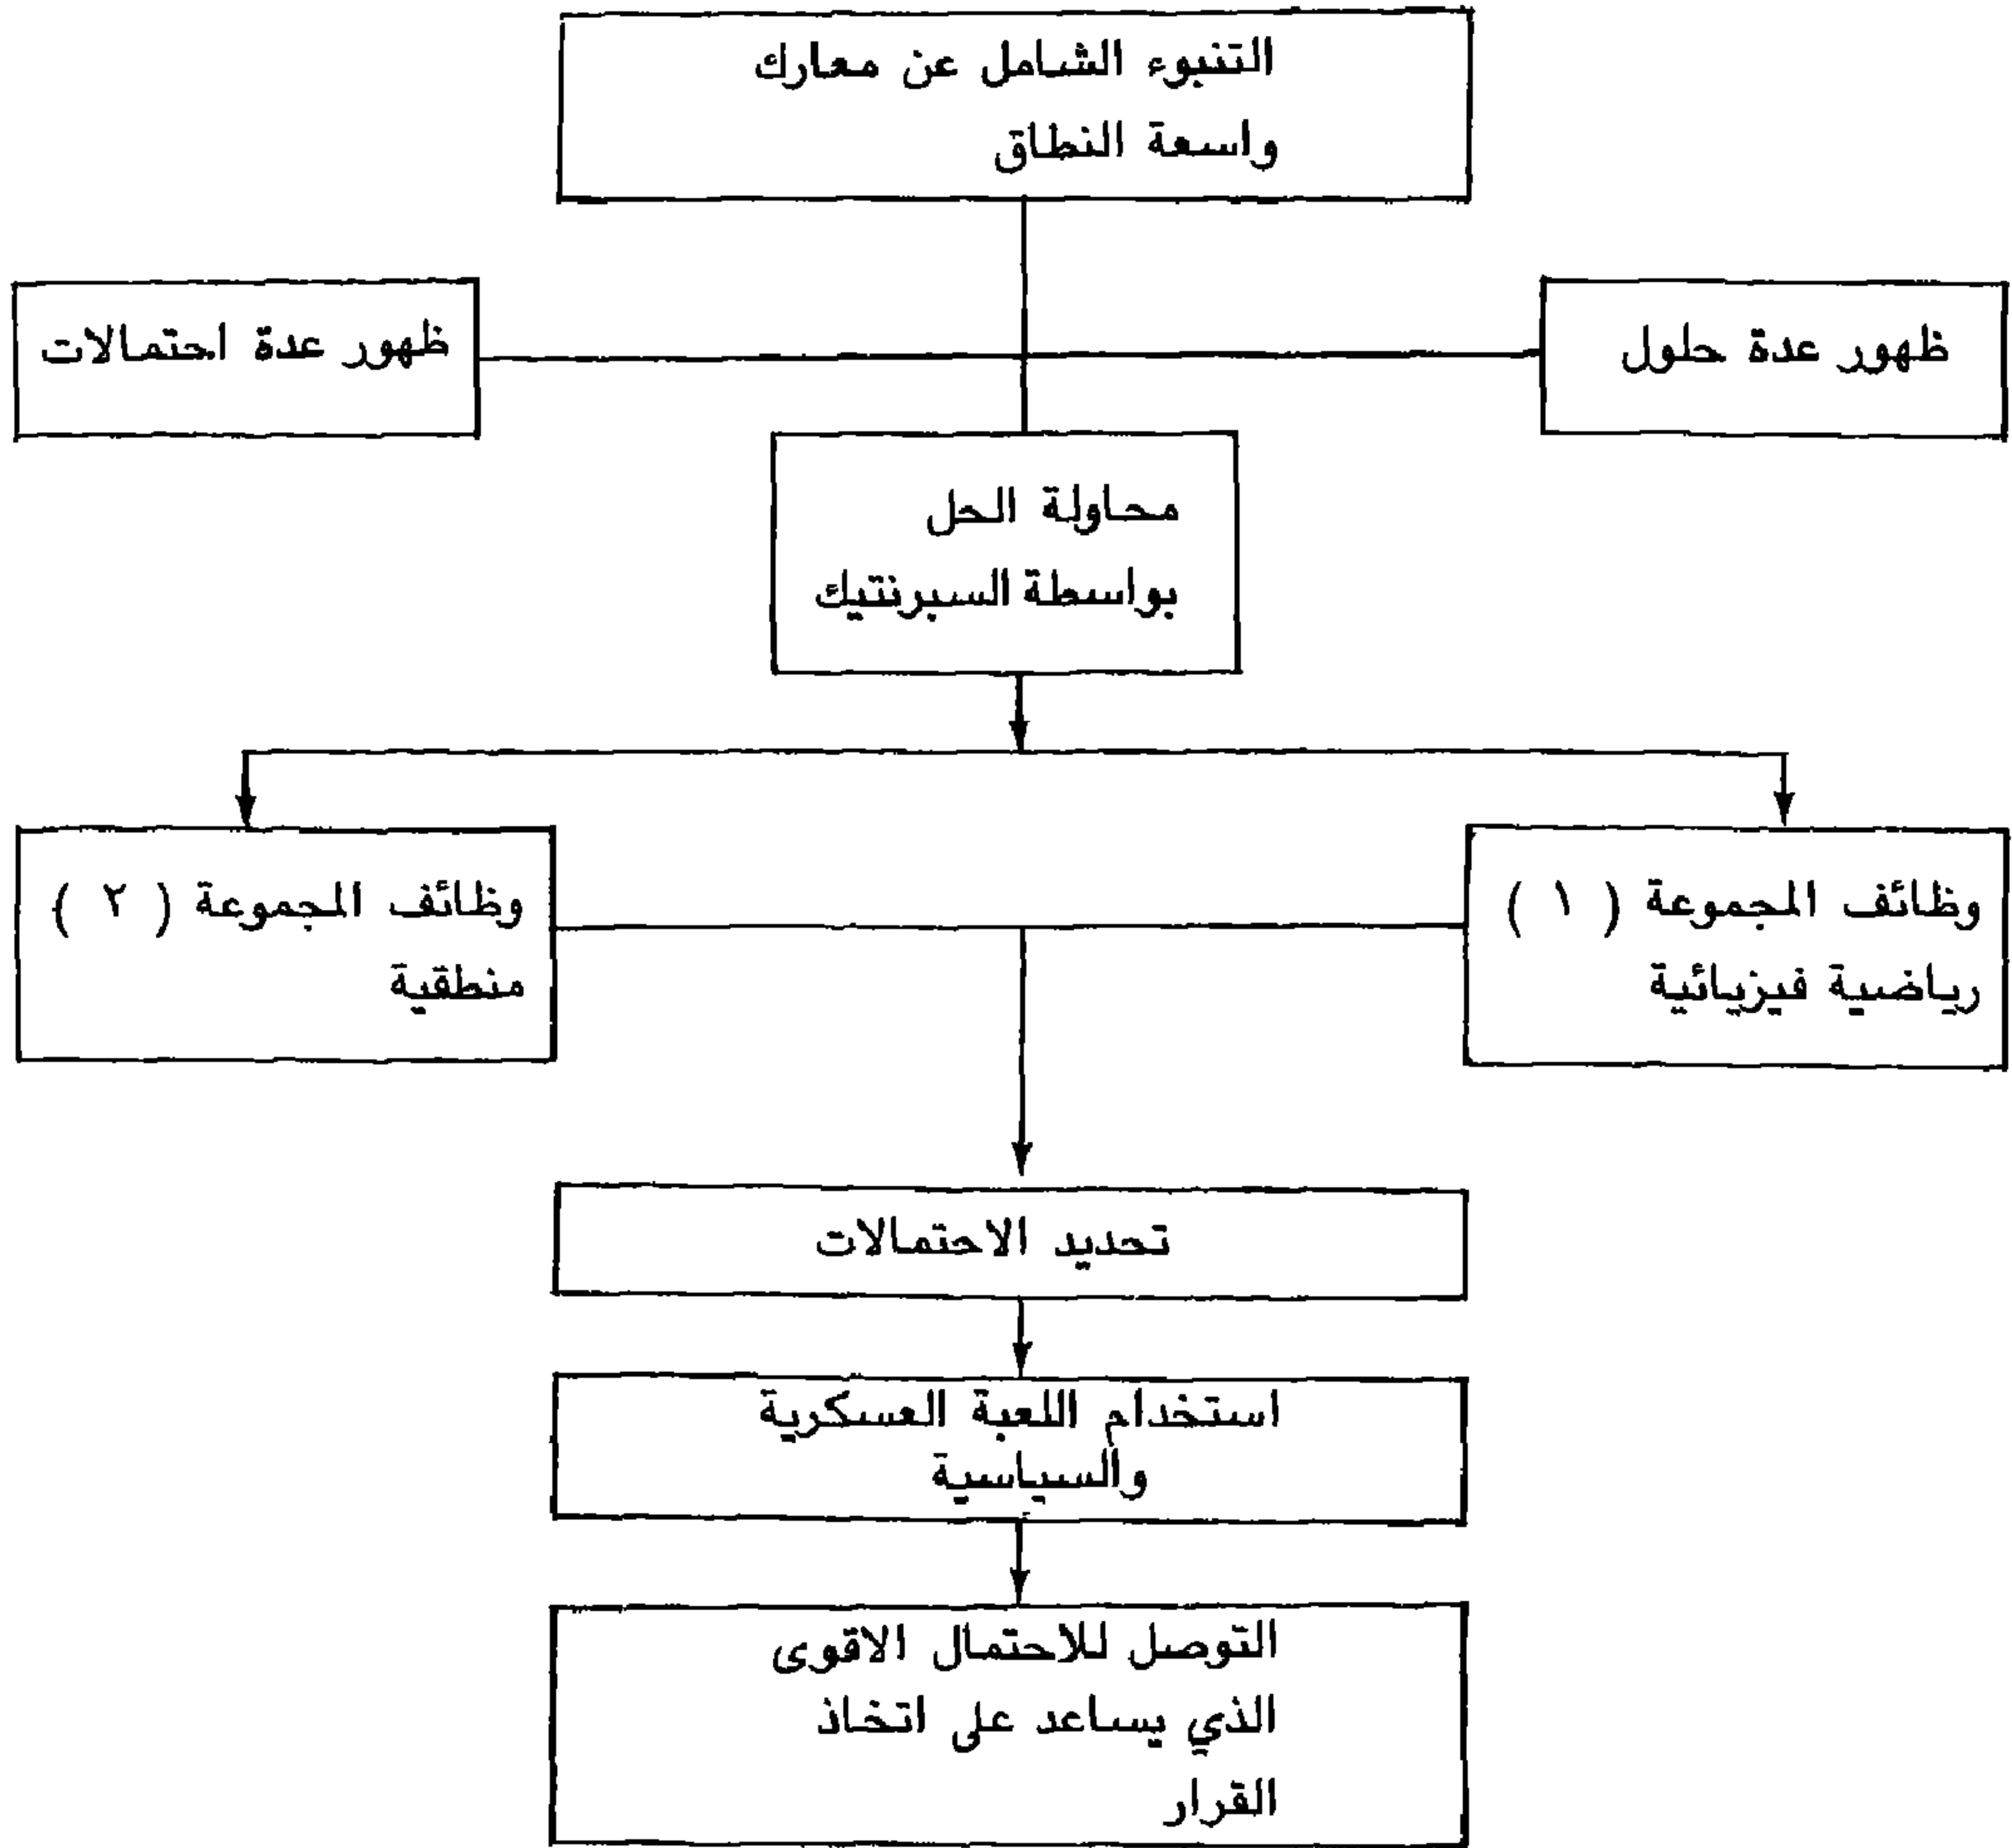 التنبوء الشامل عن معارك
واسعة النطاق
ظهور عدة حلول
ظهور عدة احتمالات
محاولة الحل
بواسطة السبرنتيك
وظائف المجموعة ( ١ )
رياضية فيزيائية
وظائف المجموعة ( ٢ )
منطقية
تحديد الاحتمالات
استخدام اللعبة العسكرية
والسياسية
التوصل للاحتمال الاقوى
الذي يساعد على اتخاذ
القرار